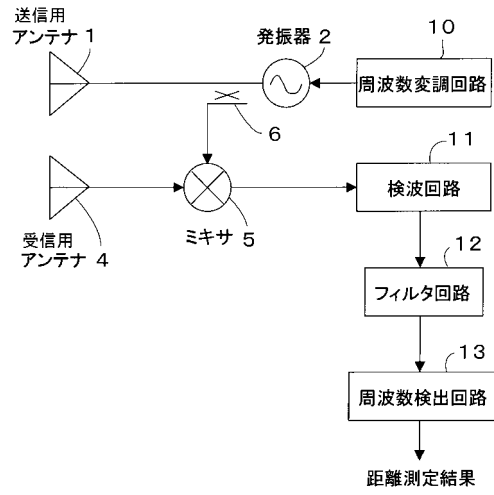 送信用
アンテナ 1
発振器 2
10
周波数変調回路
6
11
検波回路
ミキサ 5
受信用
アンテナ 4
12
フィルタ回路
13
周波数検出回路
距離測定結果